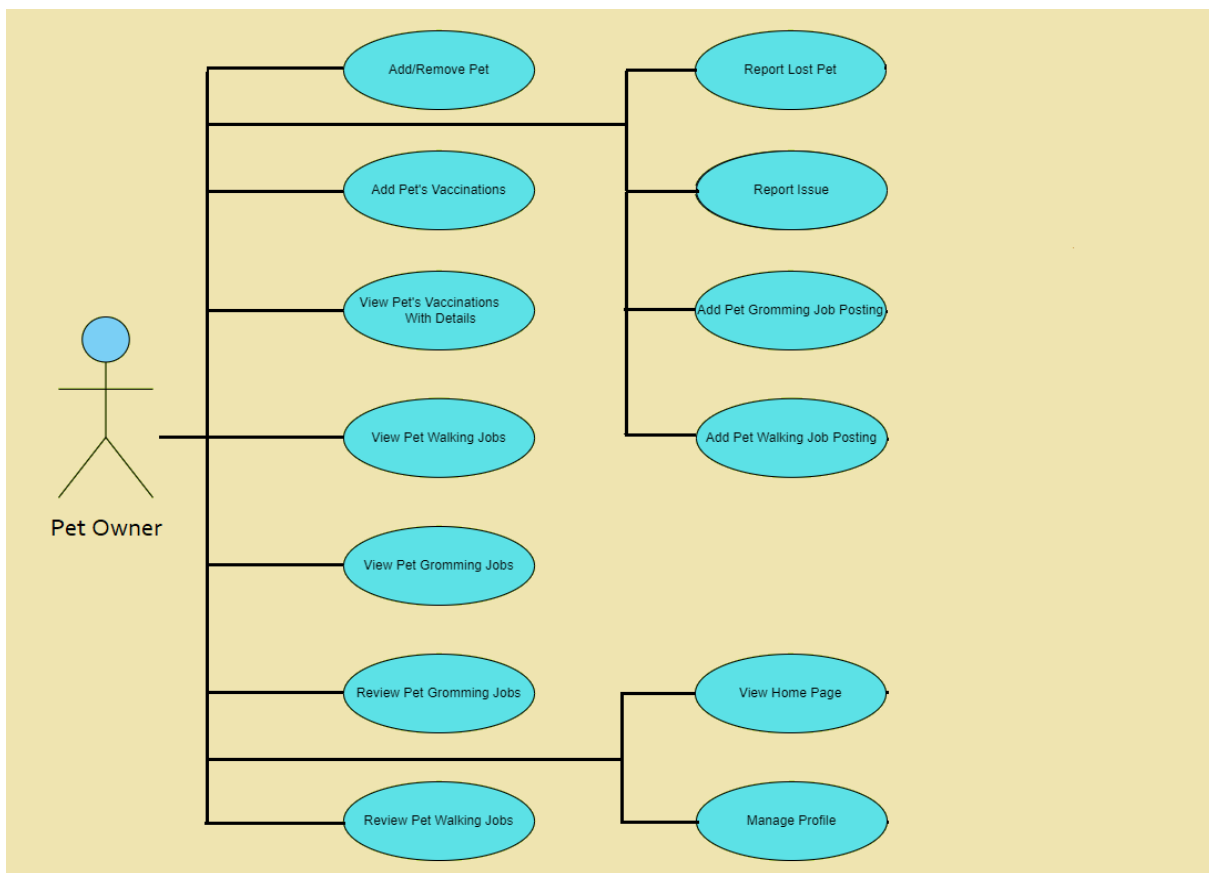 Add/Remove Pet
Report Lost Pet
Add Pet's Vaccinations
Report Issue
View Pet's Vaccinations
With Details
Add Pet Gromming Job Posting
View Pet Walking Jobs
Add Pet Walking Job Posting
Pet Owner
View Pet Gromming Jobs
Review Pet Gromming Jobs
View Home Page
Review Pet Walking Jobs
Manage Profile